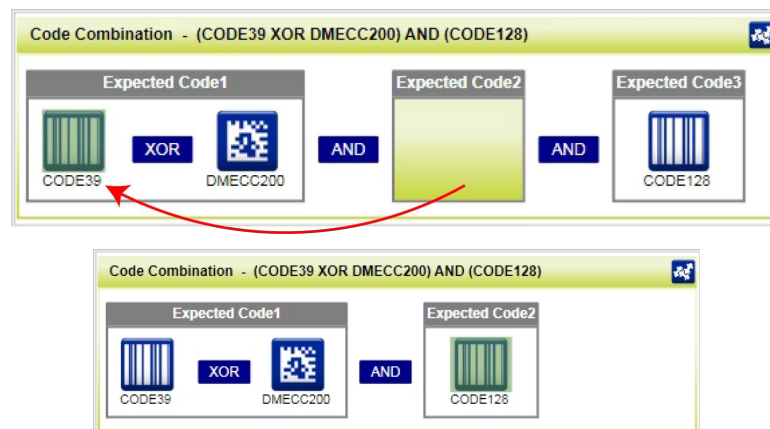 Code Combination - (CODE39 XOR DMECC200) AND (CODE128)
Expected Code1 Expected Code2 Expected Code3
XOR AND AND
CODE39 DMECC200 CODE128
Code Combination - (CODE39 XOR DMECC200) AND (CODE128)
Expected Code1 Expected Code2
XOR AND
CODE39 DMECC200 CODE128